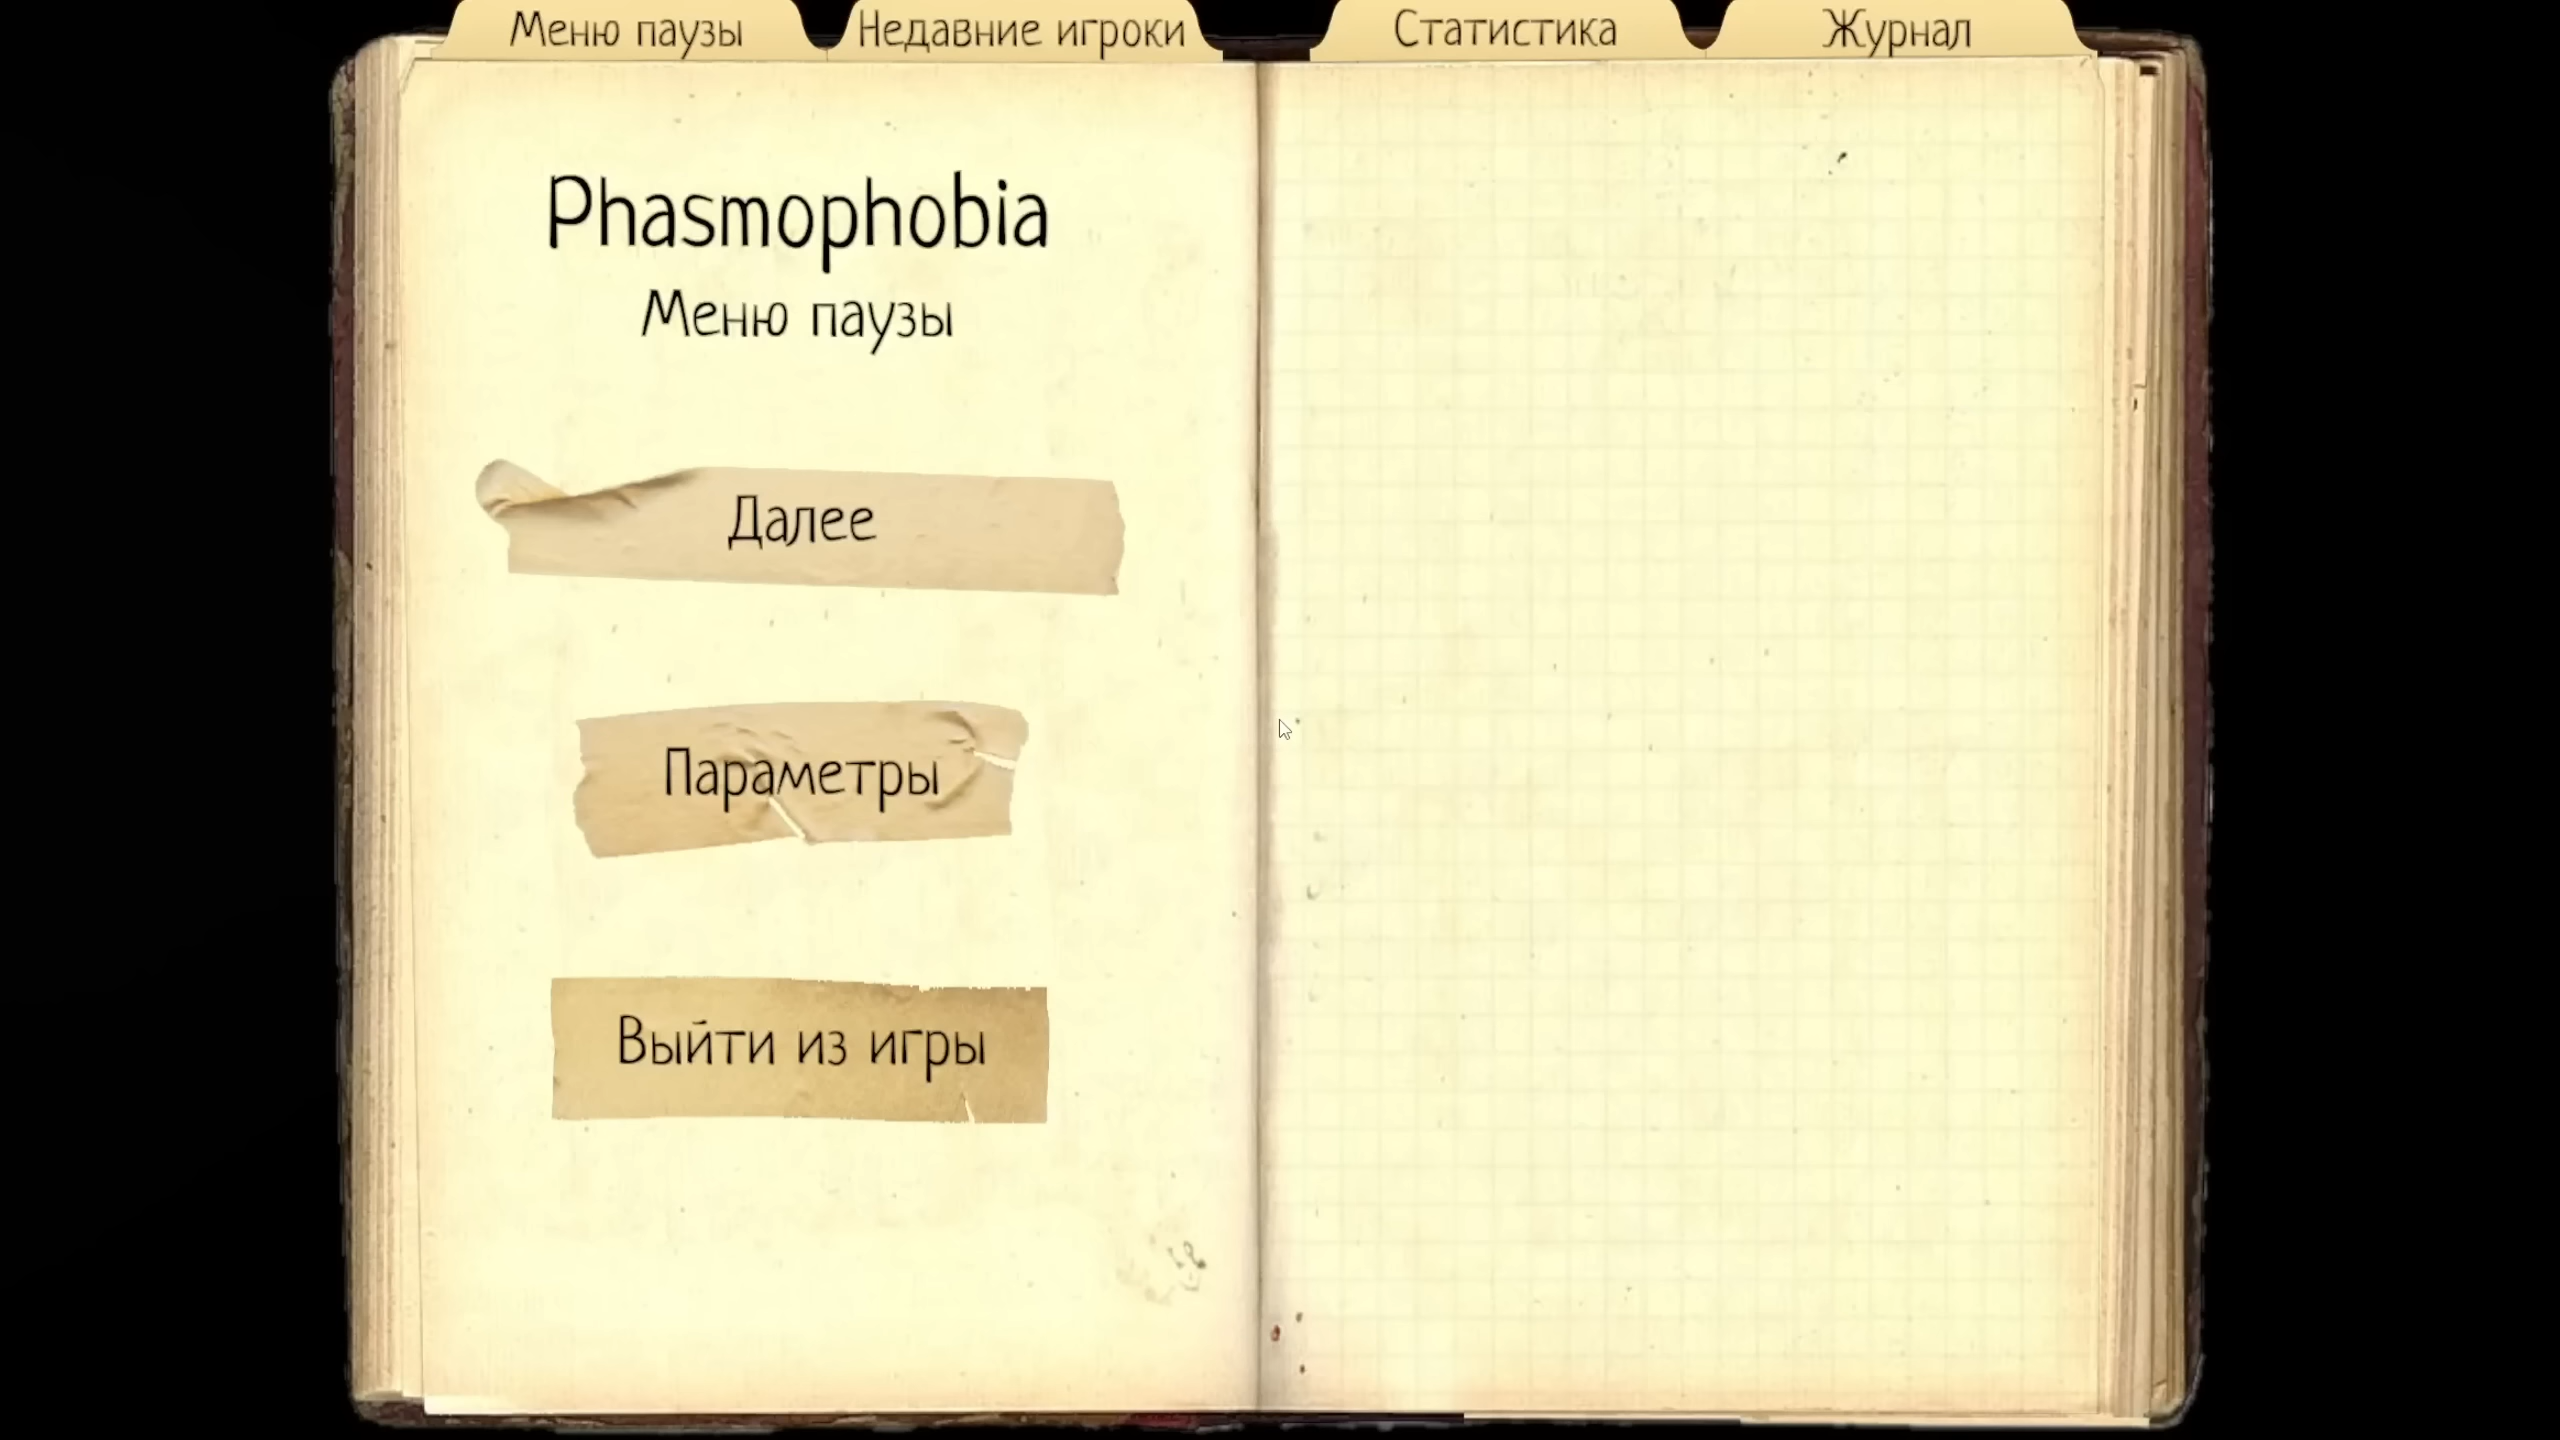 Меню паузы
Недавние игроки
Статистика
Журнал
Phasmophobia
Меню паузы
Далее
Параметры
Выйти из игры